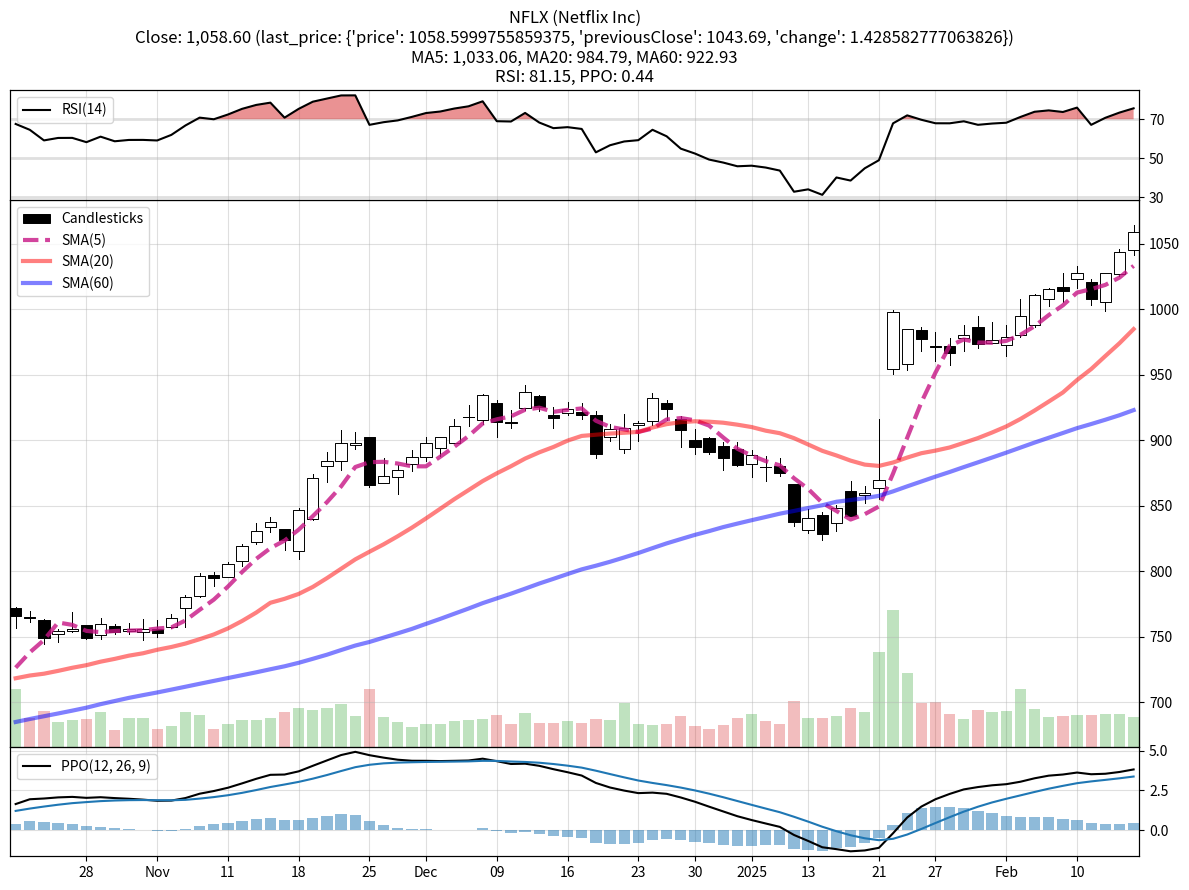 NFLX (Netflix Inc)
Close: 1,058.60 (last_price: {'price': 1058.5999755859375, 'previousClose': 1043.69, 'change': 1.428582777063826})
MA5: 1,033.06, MA20: 984.79, MA60: 922.93
RSI: 81.15, PPO: 0.44
RSI(14)
70
50
30
Candlesticks
SMA(5)
SMA(20)
SMA(60)
1050
1000
950
900
850
800
750
700
PPO(12, 26, 9)
5.0
2.5
0.0
28 Nov 11 18 25 Dec 09 16 23 30 2025 13 21 27 Feb 10